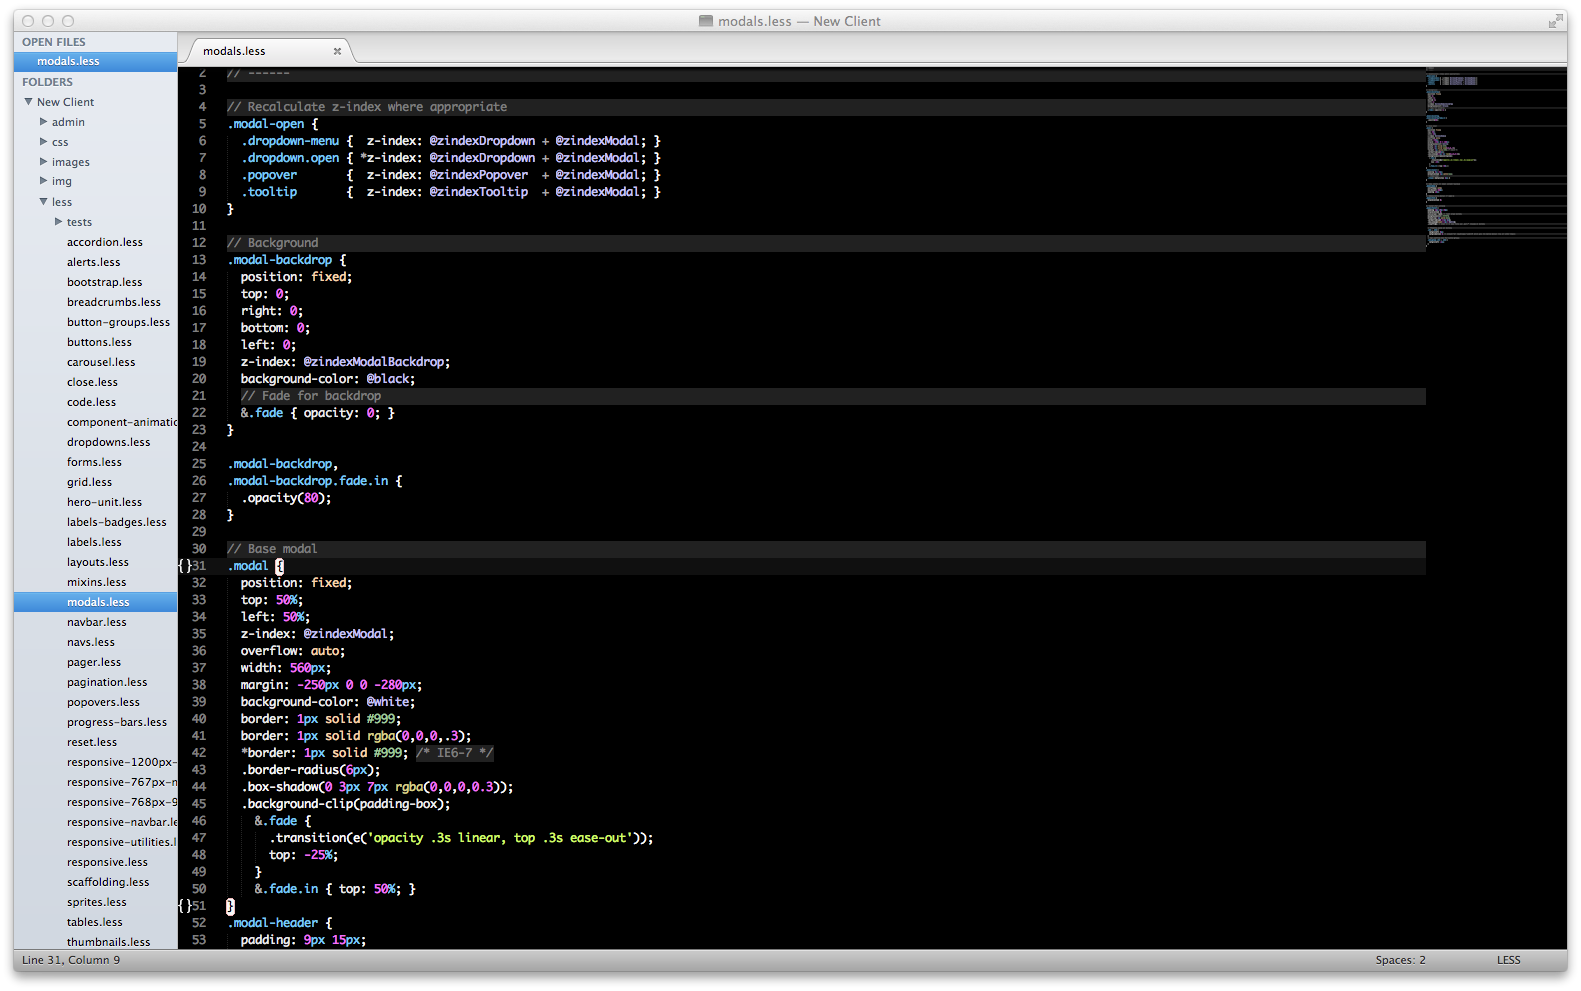 modals.less — New Client
OPEN FILES
modals.less
FOLDERS
New Client
admin
css
images
img
less
tests
accordion.less
alerts.less
bootstrap.less
breadcrumbs.less
button-groups.less
buttons.less
carousel.less
close.less
code.less
component-animatic
dropdowns.less
forms.less
grid.less
hero-unit.less
labels-badges.less
labels.less
layouts.less
mixins.less
modals.less
navbar.less
navs.less
pager.less
pagination.less
popovers.less
progress-bars.less
reset.less
responsive-1200px-
responsive-767px-m
responsive-768px-9
responsive-navbar.le
responsive-utilities.l
responsive.less
scaffolding.less
sprites.less
tables.less
thumbnails.less
modals.less
2 // ------
3
4 // Recalculate z-index where appropriate
5 .modal-open {
6 .dropdown-menu { z-index: @zindexDropdown + @zindexModal; }
7 .dropdown.open { *z-index: @zindexDropdown + @zindexModal; }
8 .popover { z-index: @zindexPopover + @zindexModal; }
9 .tooltip { z-index: @zindexTooltip + @zindexModal; }
10 }
11
12 // Background
13 .modal-backdrop {
14 position: fixed;
15 top: 0;
16 right: 0;
17 bottom: 0;
18 left: 0;
19 z-index: @zindexModalBackdrop;
20 background-color: @black;
21 // Fade for backdrop
22 &.fade { opacity: 0; }
23 }
24
25 .modal-backdrop,
26 .modal-backdrop.fade.in {
27 .opacity(80);
28 }
29
30 // Base modal
{}31 .modal {
32 position: fixed;
33 top: 50%;
34 left: 50%;
35 z-index: @zindexModal;
36 overflow: auto;
37 width: 560px;
38 margin: -250px 0 0 -280px;
39 background-color: @white;
40 border: 1px solid #999;
41 border: 1px solid rgba(0,0,0,.3);
42 *border: 1px solid #999; /* IE6-7 */
43 .border-radius(6px);
44 .box-shadow(0 3px 7px rgba(0,0,0,0.3));
45 .background-clip(padding-box);
46 &.fade {
47 .transition(e('opacity .3s linear, top .3s ease-out'));
48 top: -25%;
49 }
50 &.fade.in { top: 50%; }
{}51 }
52 .modal-header {
53 padding: 9px 15px;
Line 31, Column 9
Spaces: 2
LESS